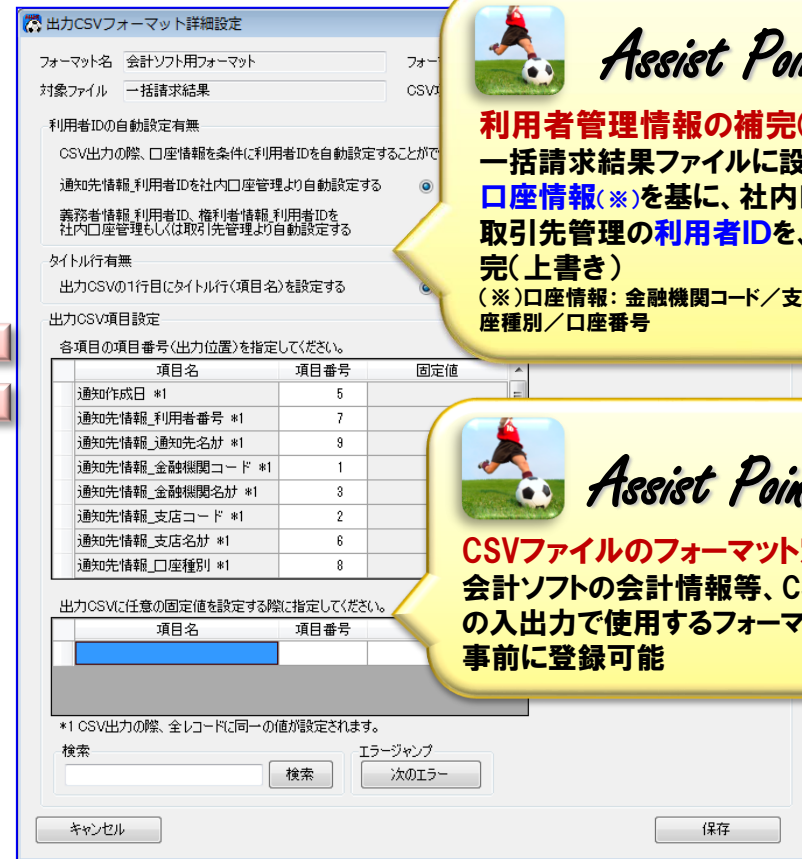 出力CSVフォーマット詳細設定
フォーマット名 会計ソフト用フォーマット
対象ファイル 一括請求結果
利用者IDの自動設定有無
CSV出力の際、口座情報を条件に利用者IDを自動設定することがで
通知先情報_利用者IDを社内口座管理より自動設定する
義務者情報_利用者ID、権利者情報_利用者IDを
社内口座管理もしくは取引先管理より自動設定する
タイトル行有無
出力CSVの1行目にタイトル行(項目名)を設定する
出力CSV項目設定
各項目の項目番号(出力位置)を指定してください。
項目名 項目番号 固定値
通知作成日 *1 5
通知先情報_利用者番号 *1 7
通知先情報_通知先名カナ *1 9
通知先情報_金融機関コード *1 1
通知先情報_金融機関名カナ *1 3
通知先情報_支店コード *1 2
通知先情報_支店名カナ *1 6
通知先情報_口座種別 *1 8
出力CSVに任意の固定値を設定する際に指定してください。
項目名 項目番号
*1 CSV出力の際、全レコードに同一の値が設定されます。
検索
検索
エラージャンプ
次のエラー
キャンセル
保存
Assist Poin
利用者管理情報の補完
一括請求結果ファイルに設
口座情報(※)を基に、社内
取引先管理の利用者IDを、
完(上書き)
(※)口座情報:金融機関コード/支
座種別/口座番号
Assist Poin
CSVファイルのフォーマット
会計ソフトの会計情報等、C
の入出力で使用するフォーマ
事前に登録可能